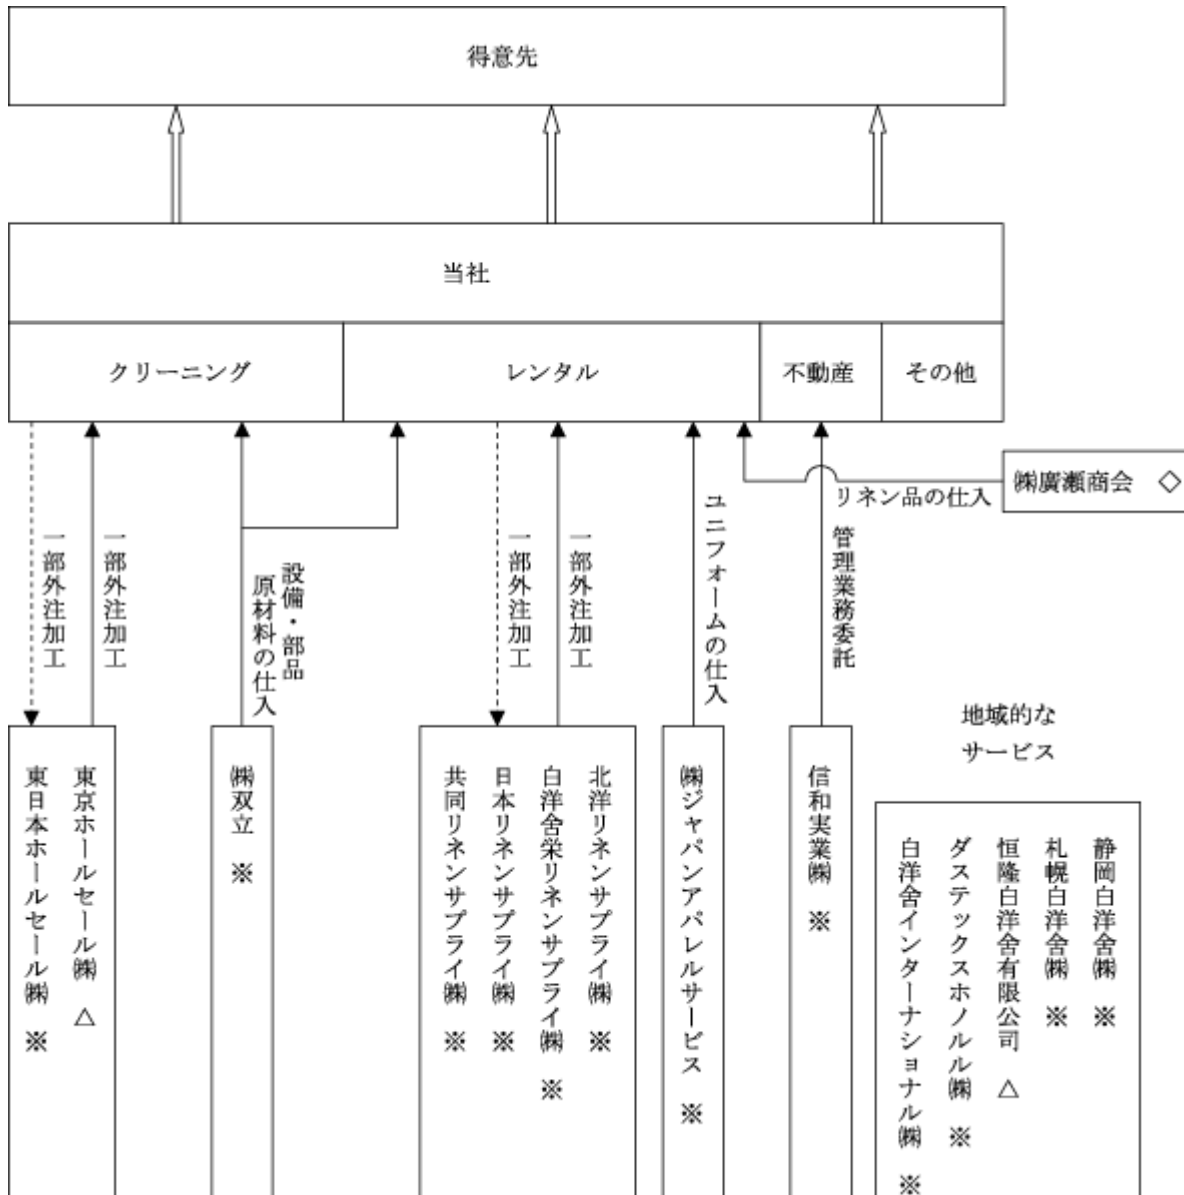 得意先
当社
クリーニング
レンタル
不動産
その他
㈱廣瀬商会 ◇
リネン品の仕入
一部外注加工
一部外注加工
設備・部品
原材料の仕入
一部外注加工
一部外注加工
ユニフォームの仕入
管理業務委託
地域的な
サービス
東京ホールセール㈱ △
東日本ホールセール㈱ ※
㈱双立 ※
北洋リネンサプライ㈱ ※
白洋舍栄リネンサプライ㈱ ※
日本リネンサプライ㈱ ※
共同リネンサプライ㈱ ※
㈱ジャパンアパレルサービス ※
信和実業㈱ ※
静岡白洋舍㈱ ※
札幌白洋舍㈱ ※
恒隆白洋舍有限公司 △
ダステックスホノルル㈱ ※
白洋舍インターナショナル㈱ ※